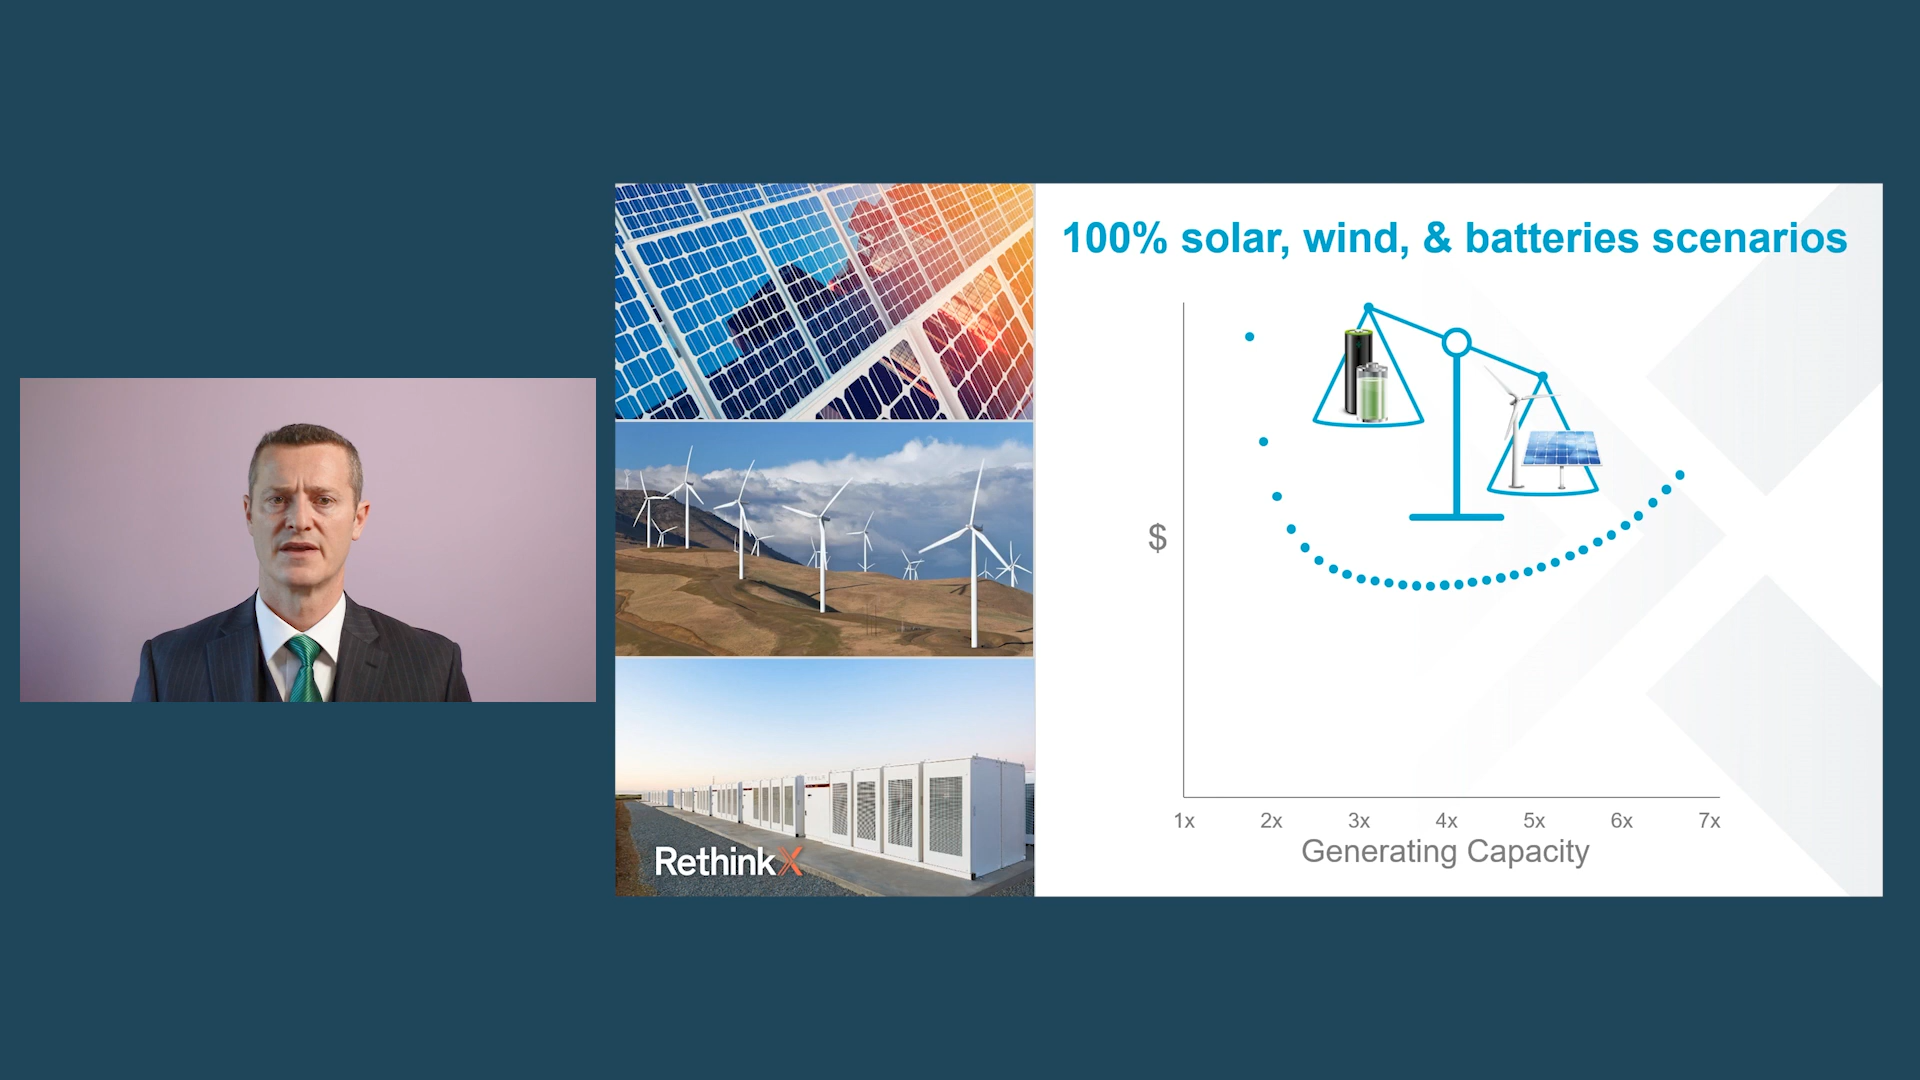 100% solar, wind, & batteries scenarios
$
1x 2x 3x 4x 5x 6x 7x
Generating Capacity
RethinkX